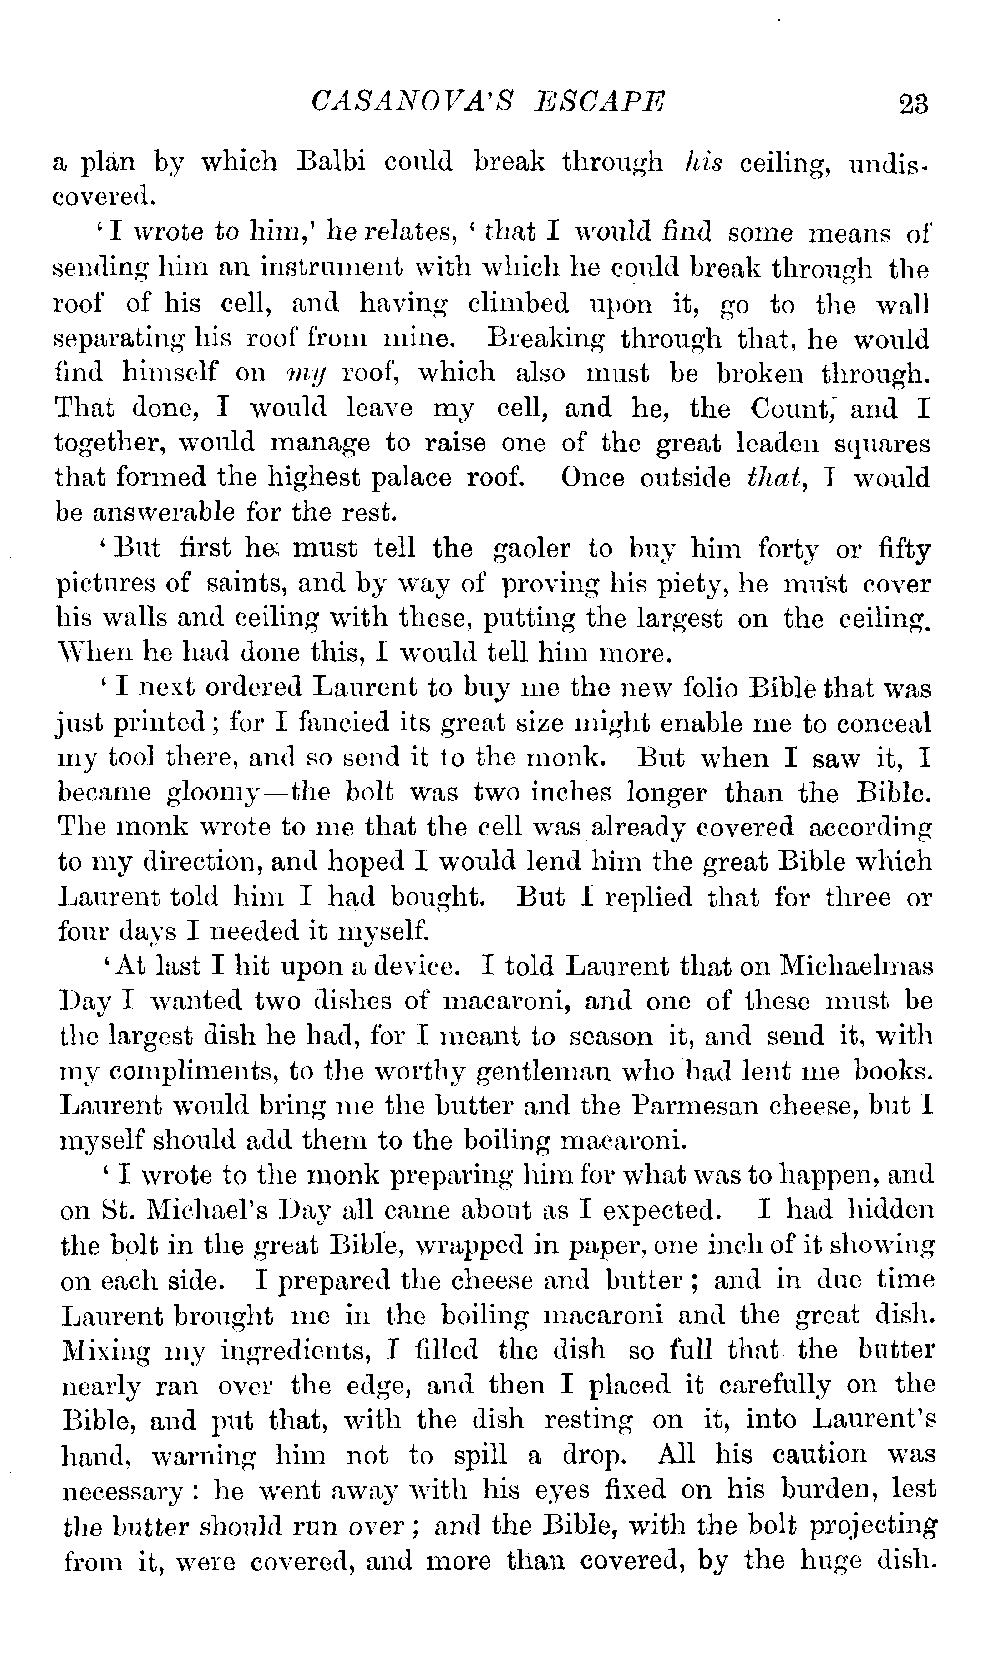 CASANOVA'S ESCAPE 23
a plan by which Balbi could break through his ceiling, undis-
covered.
'I wrote to him,' he relates, 'that I would find some means of
sending him an instrument with which he could break through the
roof of his cell, and having climbed upon it, go to the wall
separating his roof from mine. Breaking through that, he would
find himself on my roof, which also must be broken through.
That done, I would leave my cell, and he, the Count, and I
together, would manage to raise one of the great leaden squares
that formed the highest palace roof. Once outside that, I would
be answerable for the rest.
'But first he must tell the gaoler to buy him forty or fifty
pictures of saints, and by way of proving his piety, he must cover
his walls and ceiling with these, putting the largest on the ceiling.
When he had done this, I would tell him more.
'I next ordered Laurent to buy me the new folio Bible that was
just printed; for I fancied its great size might enable me to conceal
my tool there, and so send it to the monk. But when I saw it, I
became gloomy—the bolt was two inches longer than the Bible.
The monk wrote to me that the cell was already covered according
to my direction, and hoped I would lend him the great Bible which
Laurent told him I had bought. But I replied that for three or
four days I needed it myself.
'At last I hit upon a device. I told Laurent that on Michaelmas
Day I wanted two dishes of macaroni, and one of these must be
the largest dish he had, for I meant to season it, and send it, with
my compliments, to the worthy gentleman who had lent me books.
Laurent would bring me the butter and the Parmesan cheese, but I
myself should add them to the boiling macaroni.
'I wrote to the monk preparing him for what was to happen, and
on St. Michael's Day all came about as I expected. I had hidden
the bolt in the great Bible, wrapped in paper, one inch of it showing
on each side. I prepared the cheese and butter; and in due time
Laurent brought me in the boiling macaroni and the great dish.
Mixing my ingredients, I filled the dish so full that the butter
nearly ran over the edge, and then I placed it carefully on the
Bible, and put that, with the dish resting on it, into Laurent's
hand, warning him not to spill a drop. All his caution was
necessary: he went away with his eyes fixed on his burden, lest
the butter should run over; and the Bible, with the bolt projecting
from it, were covered, and more than covered, by the huge dish.